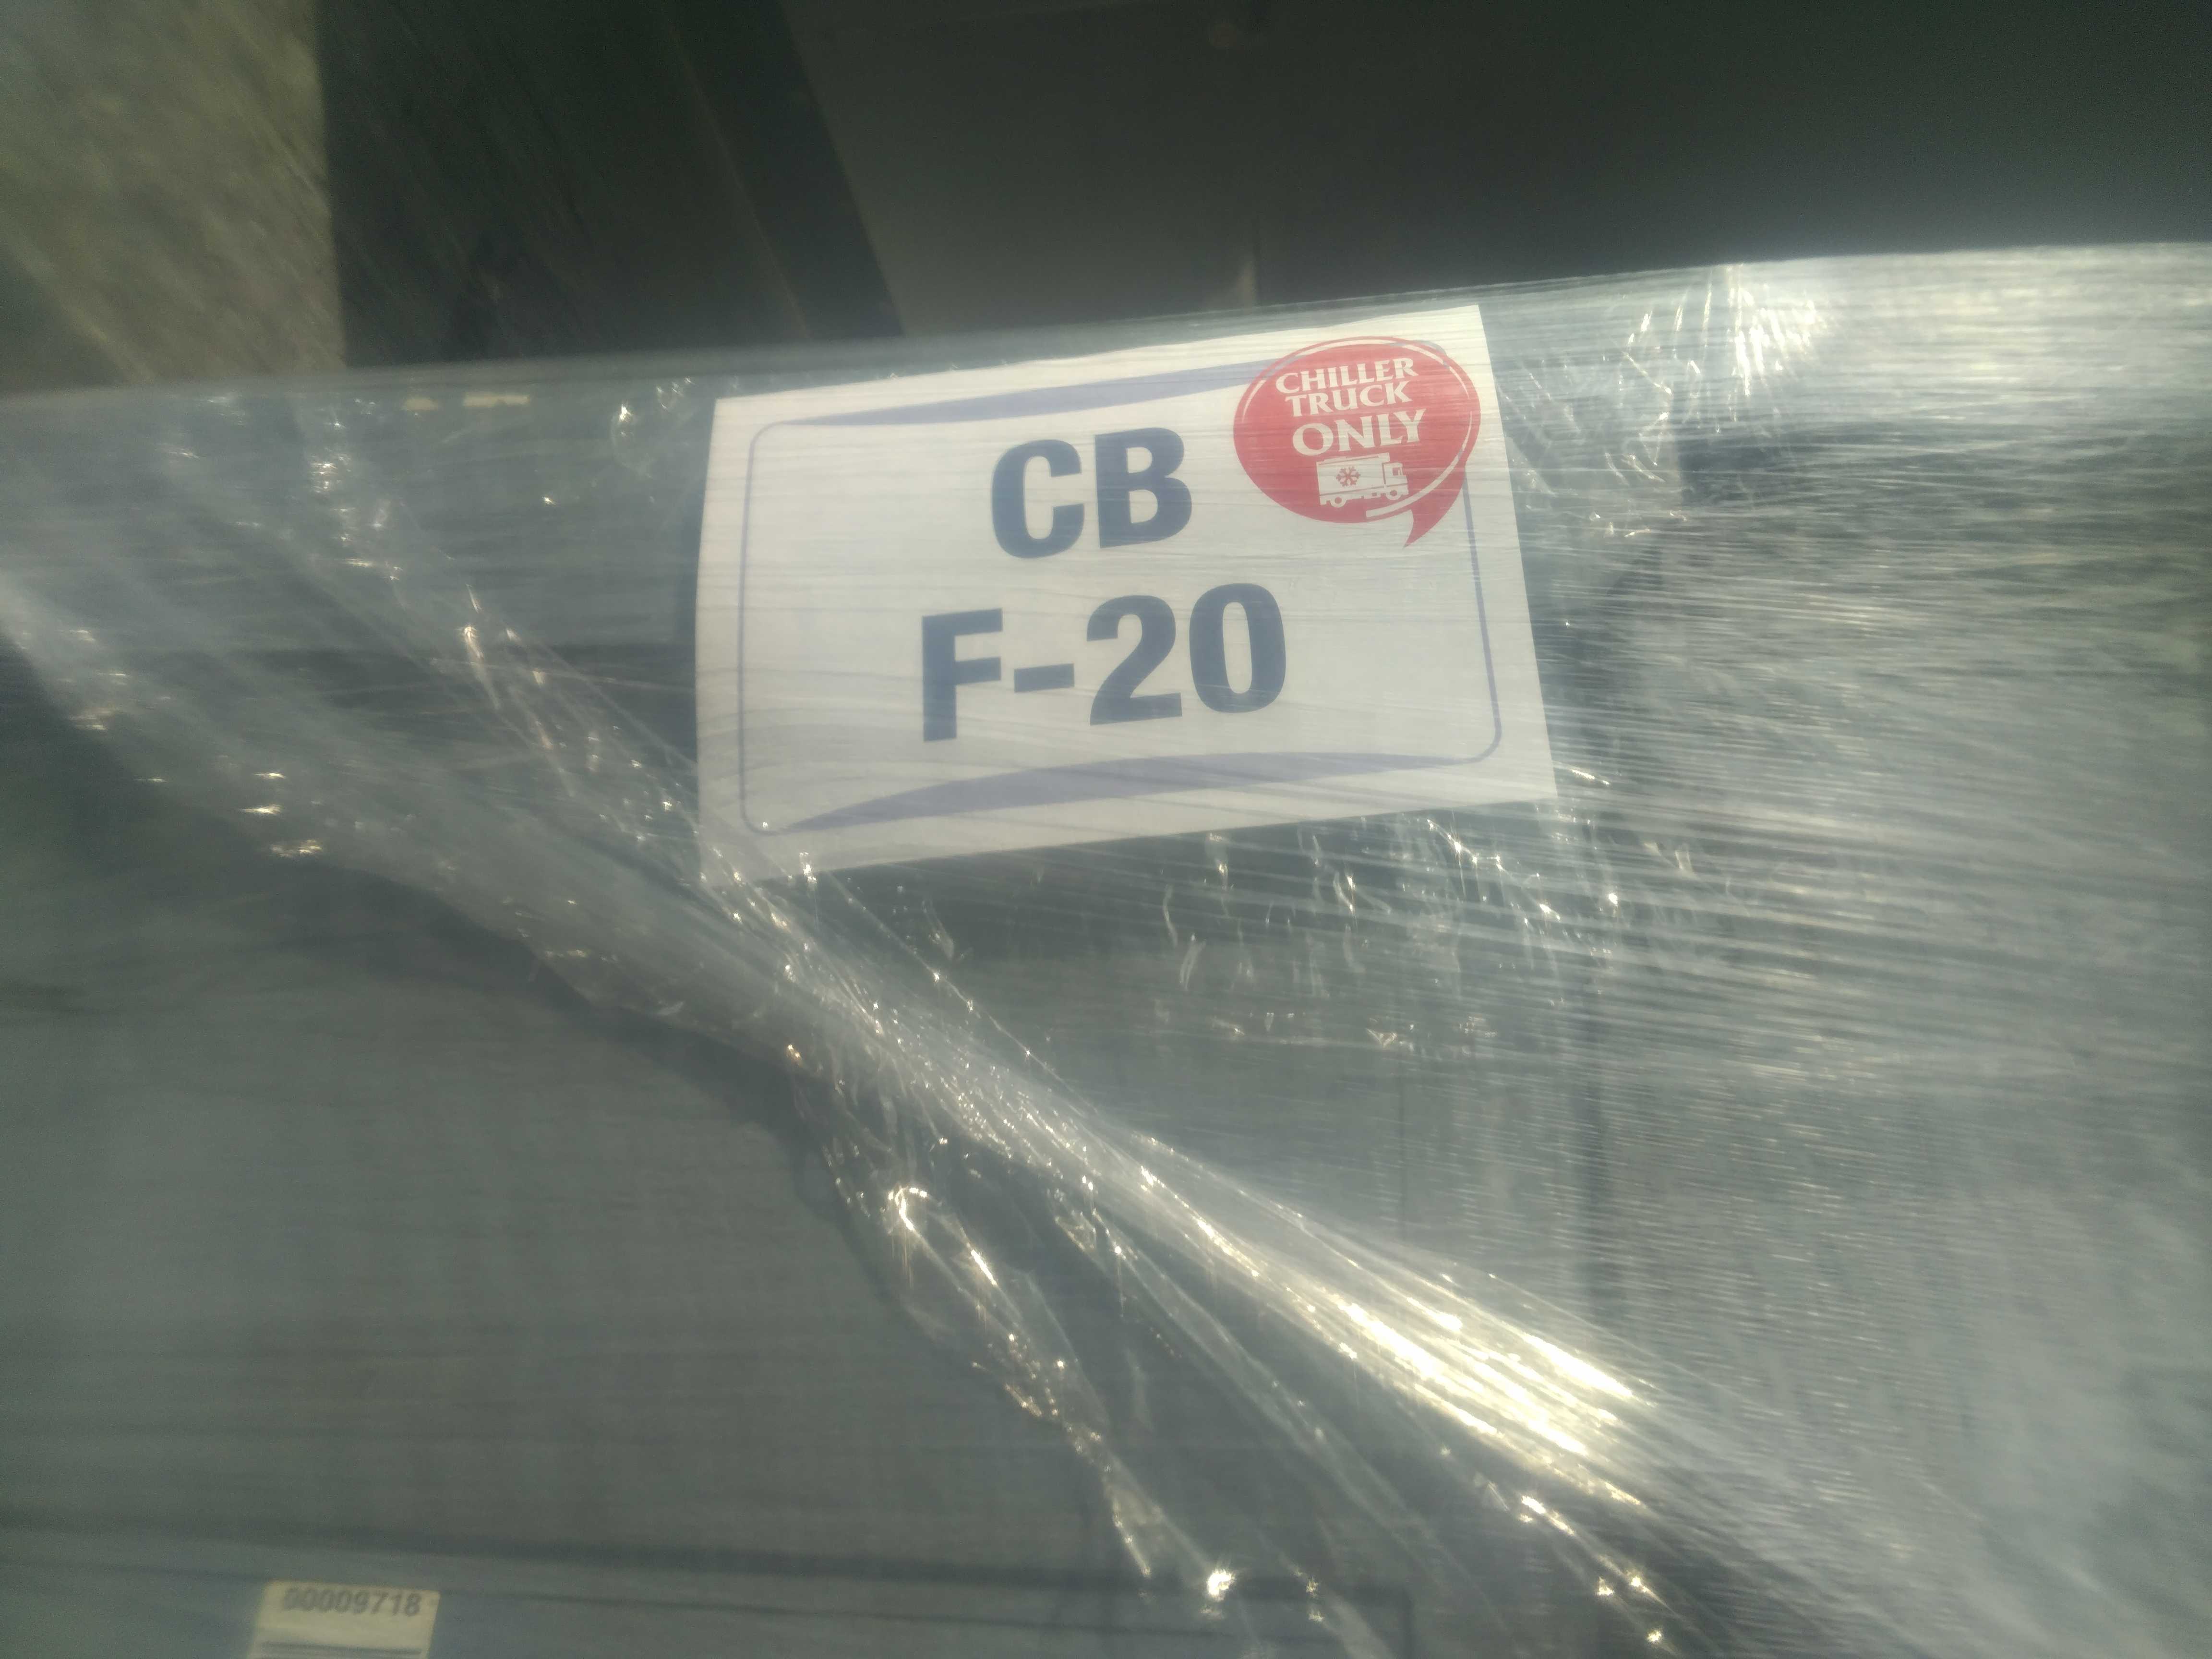 CHILLER
TRUCK
ONLY
CB
F-20
00009718